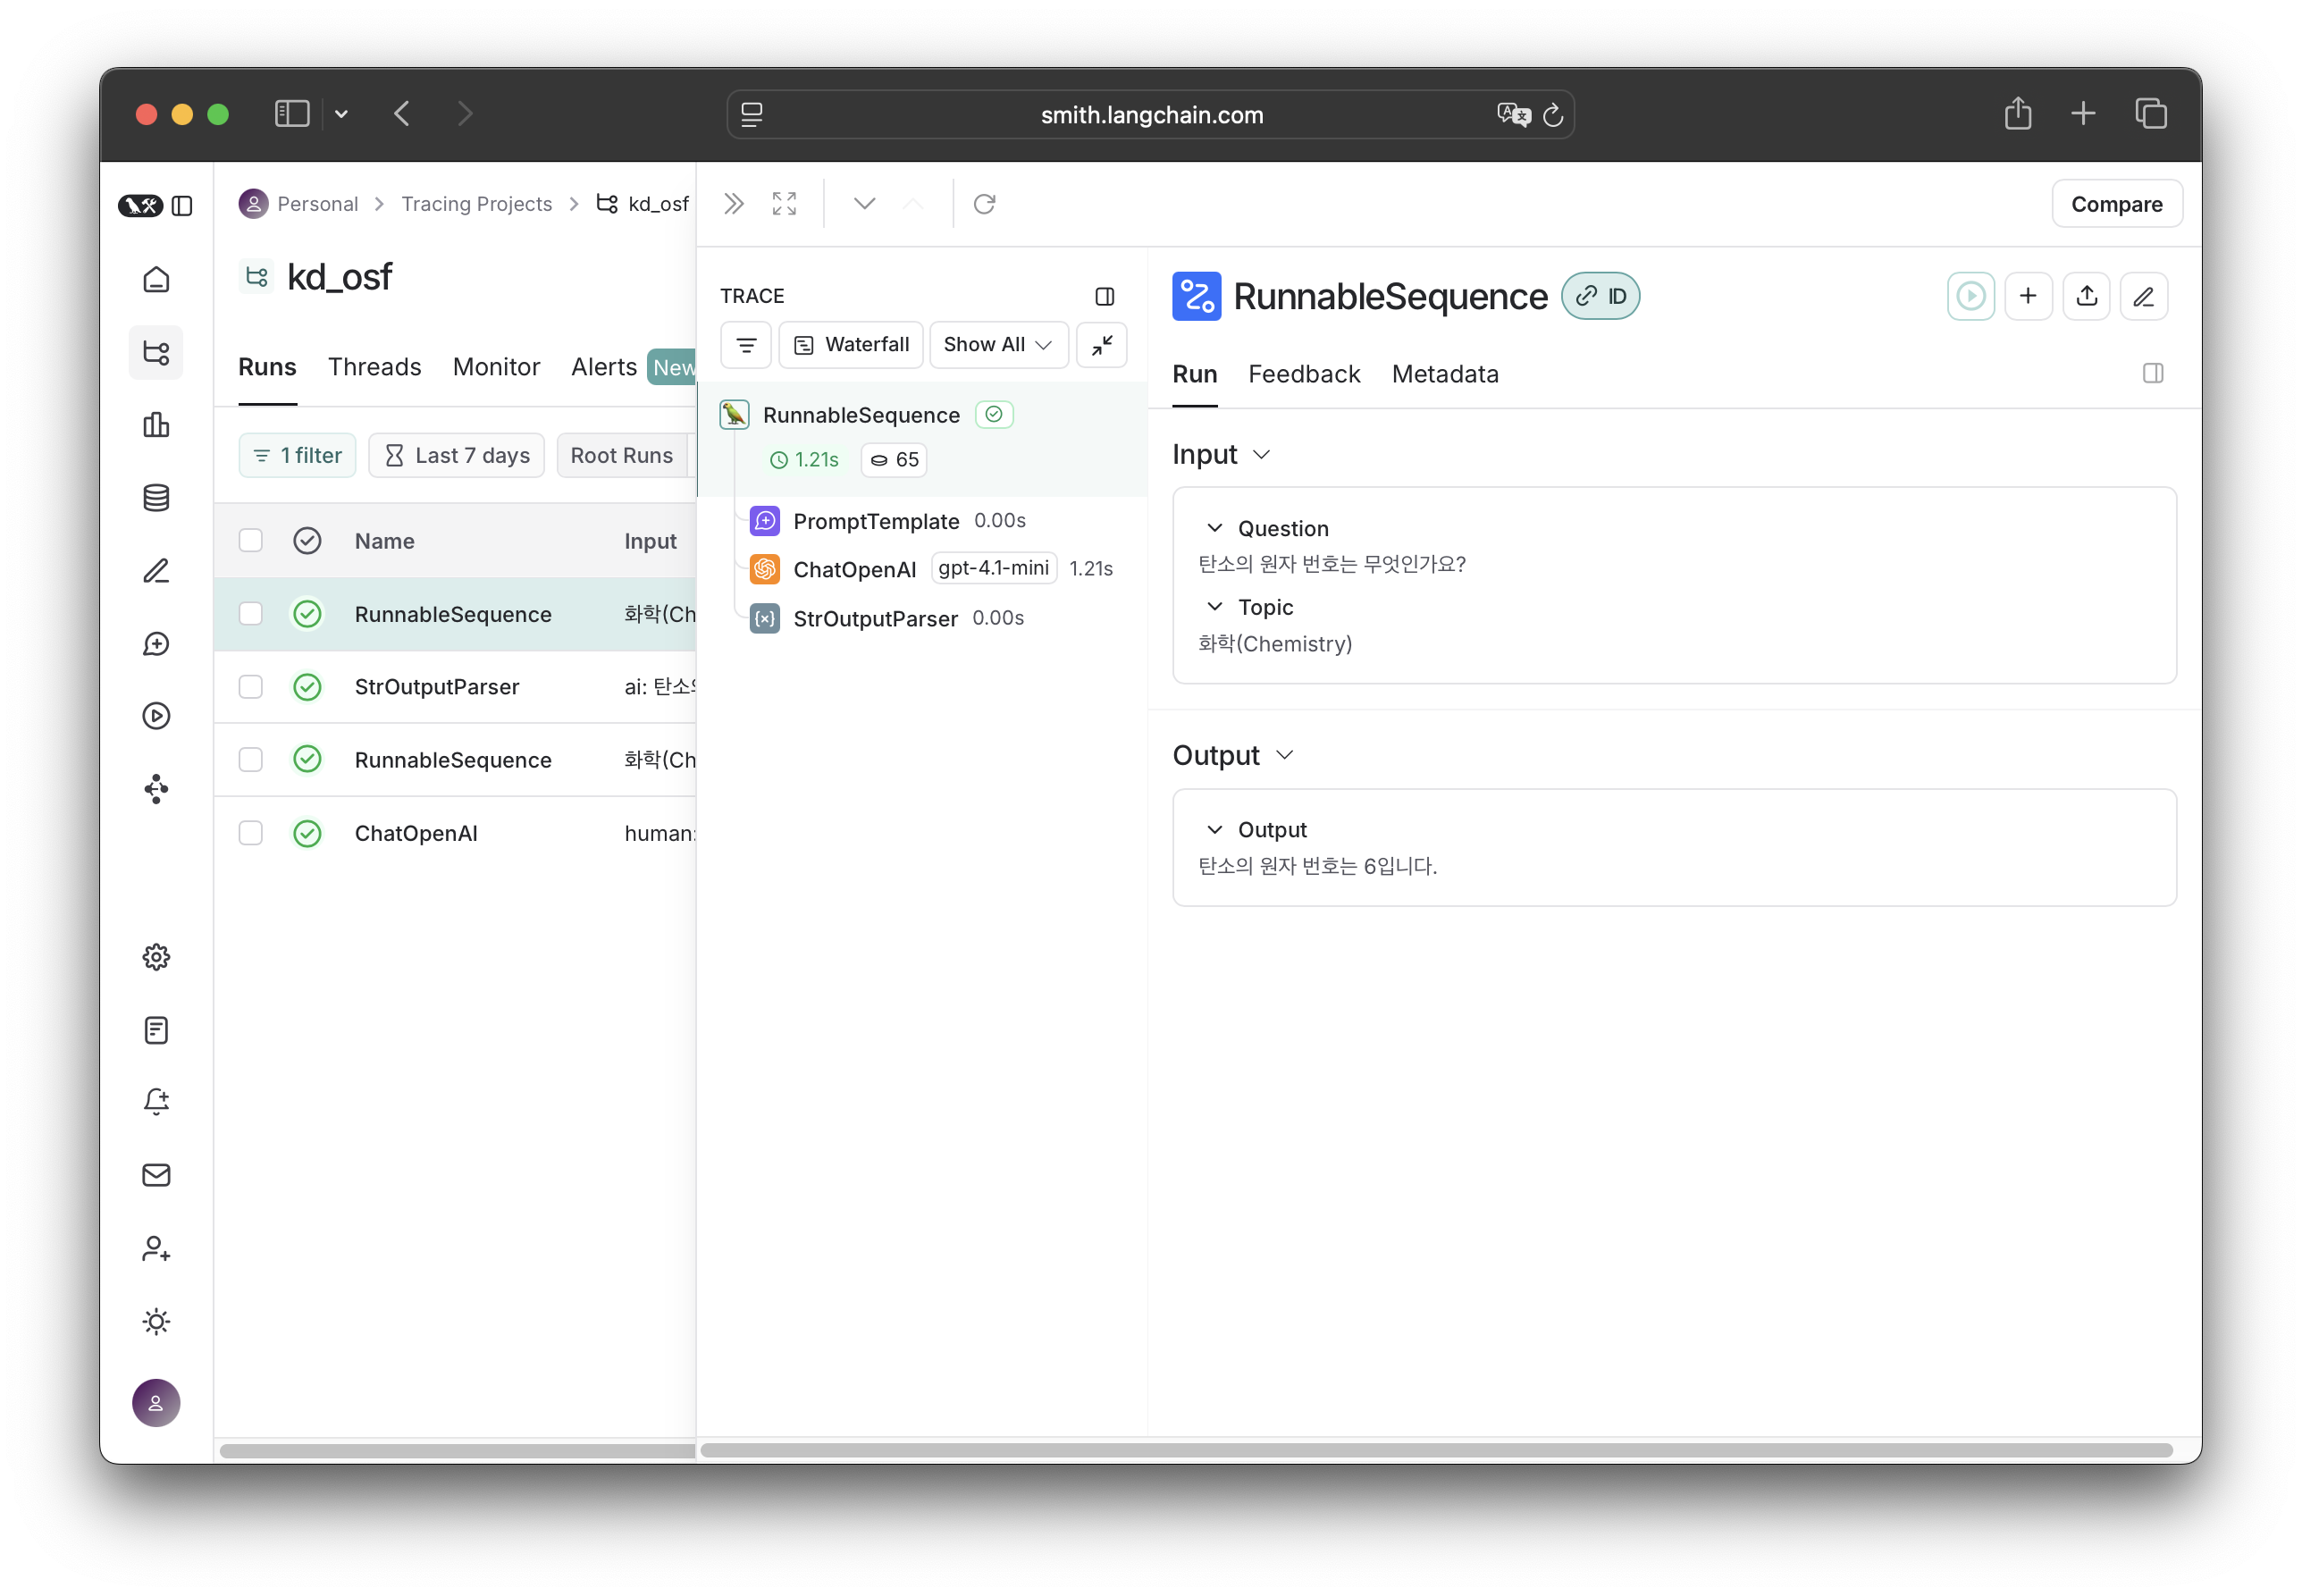 smith.langchain.com
Personal > Tracing Projects > kd_osf
Compare
kd_osf
Runs Threads Monitor Alerts New
1 filter Last 7 days Root Runs
Name Input
RunnableSequence 화학(Ch
StrOutputParser ai: 탄소의
RunnableSequence 화학(Ch
ChatOpenAI human:
TRACE
Waterfall Show All
RunnableSequence
1.21s 65
PromptTemplate 0.00s
ChatOpenAI gpt-4.1-mini 1.21s
StrOutputParser 0.00s
RunnableSequence ID
Run Feedback Metadata
Input
Question
탄소의 원자 번호는 무엇인가요?
Topic
화학(Chemistry)
Output
Output
탄소의 원자 번호는 6입니다.